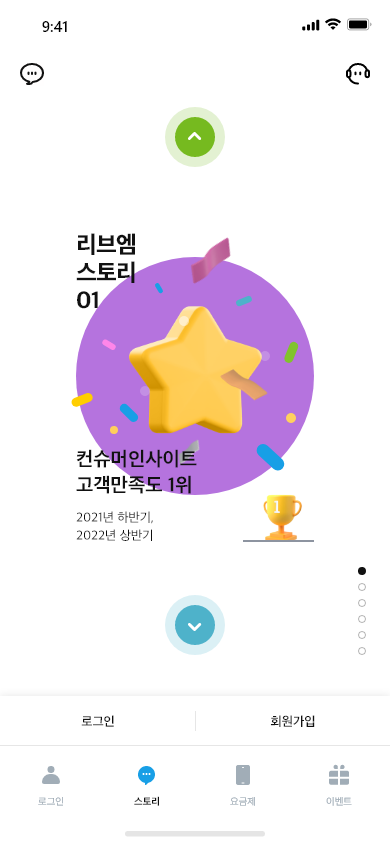 9:41
리브엠
스토리
01
1
컨슈머인사이트
고객만족도 1위
2021년 하반기,
2022년 상반기
로그인
회원가입
로그인
스토리
요금제
이벤트